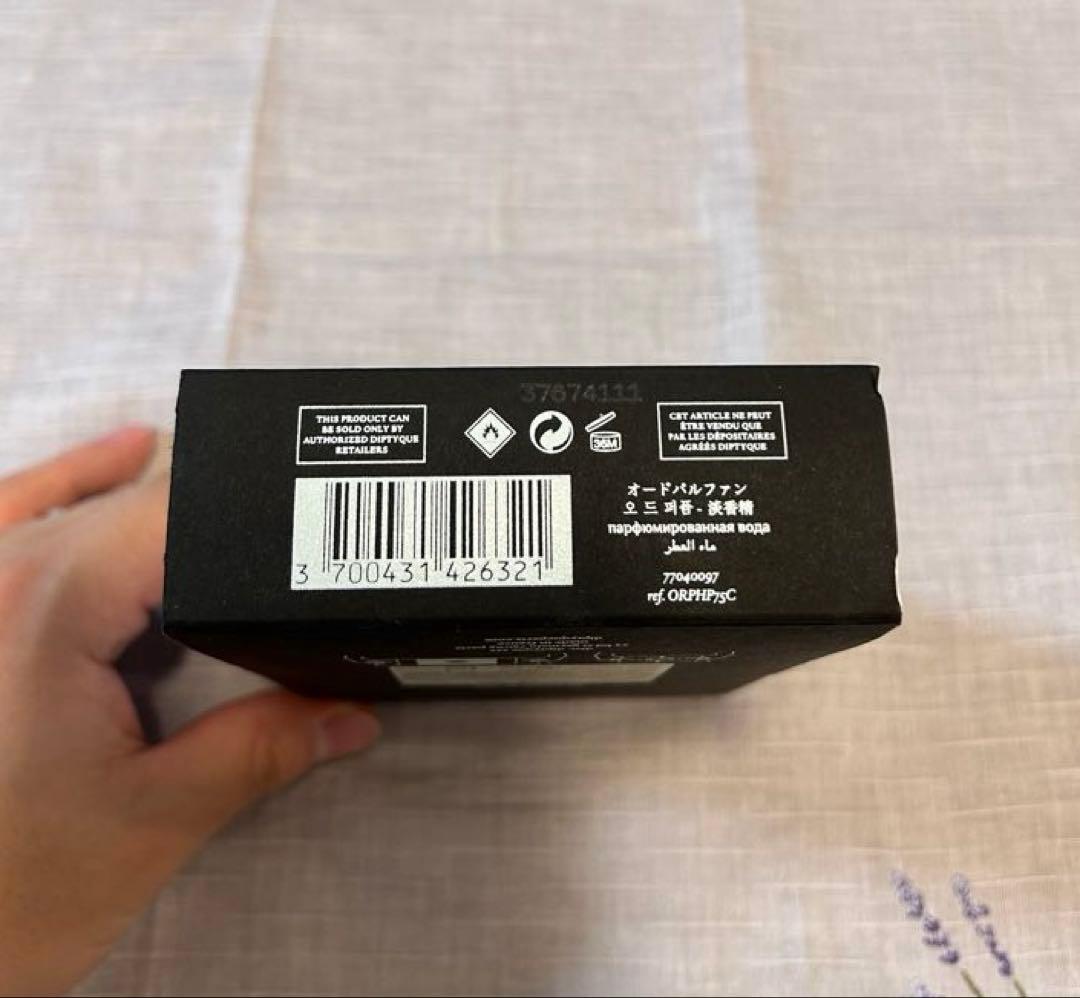 37674111
THIS PRODUCT CAN
BE SOLD ONLY BY
AUTHORIZED DIPTYQUE
RETAILERS
36M
CET ARTICLE NE PEUT
ÊTRE VENDU QUE
PAR LES DÉPOSITAIRES
AGRÉÉS DIPTYQUE
3 700431 426321
オードパルファン
오 드 퍼퓸 - 淡香精
парфюмированная вода
ماء العطر
77040097
ref. ORPHP75C